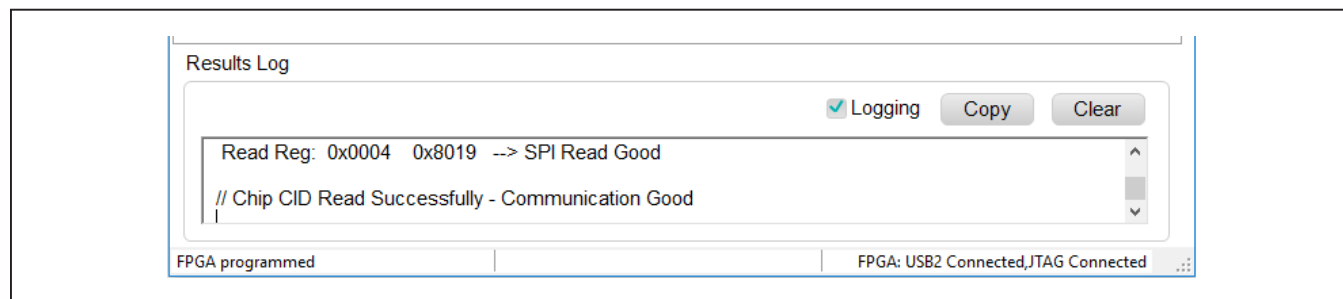 Results Log
Logging Copy Clear
Read Reg: 0x0004 0x8019 --> SPI Read Good
// Chip CID Read Successfully - Communication Good
FPGA programmed FPGA: USB2 Connected,JTAG Connected